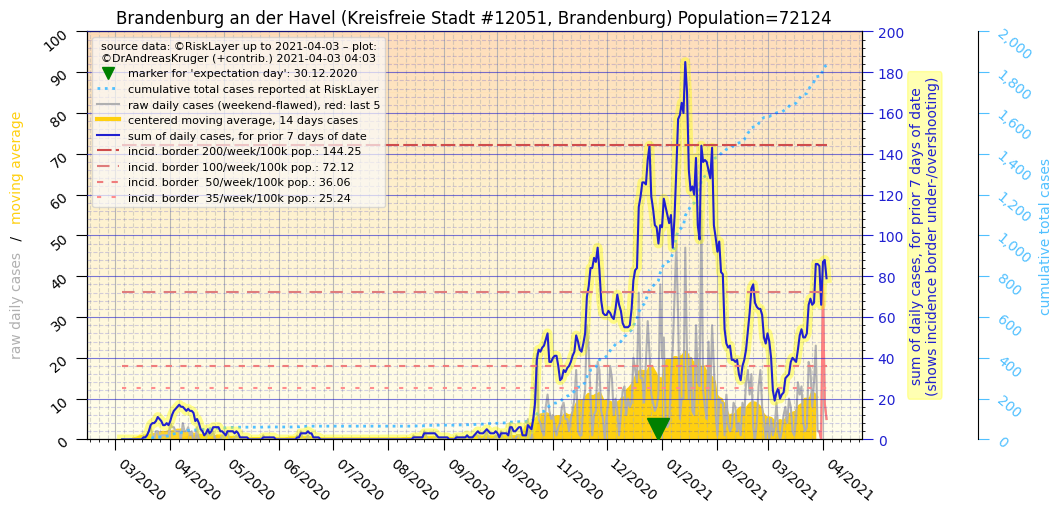 Brandenburg an der Havel (Kreisfreie Stadt #12051, Brandenburg) Population=72124
source data: ©RiskLayer up to 2021-04-03 – plot:
©DrAndreasKruger (+contrib.) 2021-04-03 04:03
marker for 'expectation day': 30.12.2020
cumulative total cases reported at RiskLayer
raw daily cases (weekend-flawed), red: last 5
centered moving average, 14 days cases
sum of daily cases, for prior 7 days of date
incid. border 200/week/100k pop.: 144.25
incid. border 100/week/100k pop.: 72.12
incid. border  50/week/100k pop.: 36.06
incid. border  35/week/100k pop.: 25.24
raw daily cases  /  moving average
100
90
80
70
60
50
40
30
20
10
0
03/2020
04/2020
05/2020
06/2020
07/2020
08/2020
09/2020
10/2020
11/2020
12/2020
01/2021
02/2021
03/2021
04/2021
200
180
160
140
120
100
80
60
40
20
0
sum of daily cases, for prior 7 days of date
(shows incidence border under-/overshooting)
2,000
1,800
1,600
1,400
1,200
1,000
800
600
400
200
0
cumulative total cases